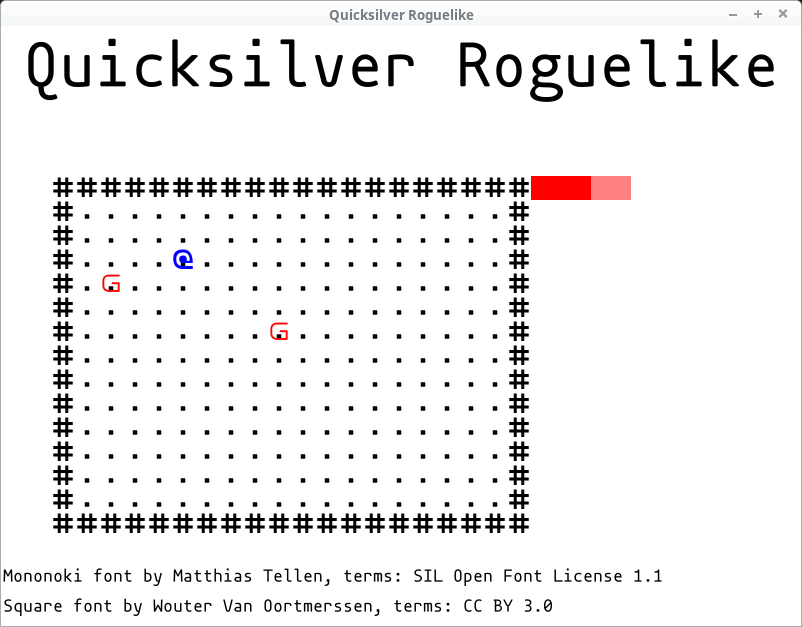 Quicksilver Roguelike
Quicksilver Roguelike
####################
#..................#
#..................#
#....@.............#
#.G................#
#..................#
#........G.........#
#..................#
#..................#
#..................#
#..................#
#..................#
#..................#
#..................#
####################
Mononoki font by Matthias Tellen, terms: SIL Open Font License 1.1
Square font by Wouter Van Oortmerssen, terms: CC BY 3.0